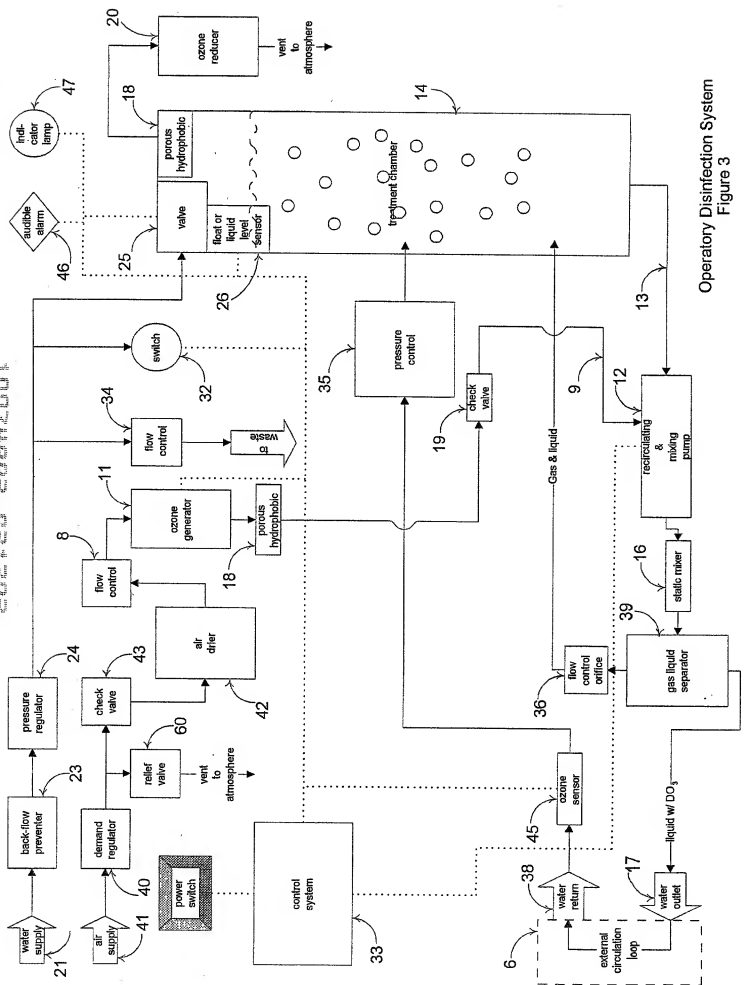 20
ozone
reducer
vent
to
atmosphere
47
indi-
cator
lamp
18
porous
hydrophobic
14
audible
alarm
46
valve
25
float or
liquid
level
sensor
26
treatment chamber
switch
32
35
pressure
control
34
flow
control
to
waste
19
check
valve
11
ozone
generator
18
porous
hydrophobic
8
flow
control
9
13
12
recirculating
&
mixing
pump
Gas & liquid
24
pressure
regulator
43
check
valve
air
drier
42
16
static mixer
39
gas liquid
separator
flow
control
orifice
36
23
back-flow
preventer
60
relief
valve
vent
to
atmosphere
demand
regulator
40
power
switch
control
system
33
ozone
sensor
45
38
water
return
liquid w/ DO3
17
water
outlet
water
supply
21
air
supply
41
6
external
circulation
loop
Operatory Disinfection System
Figure 3